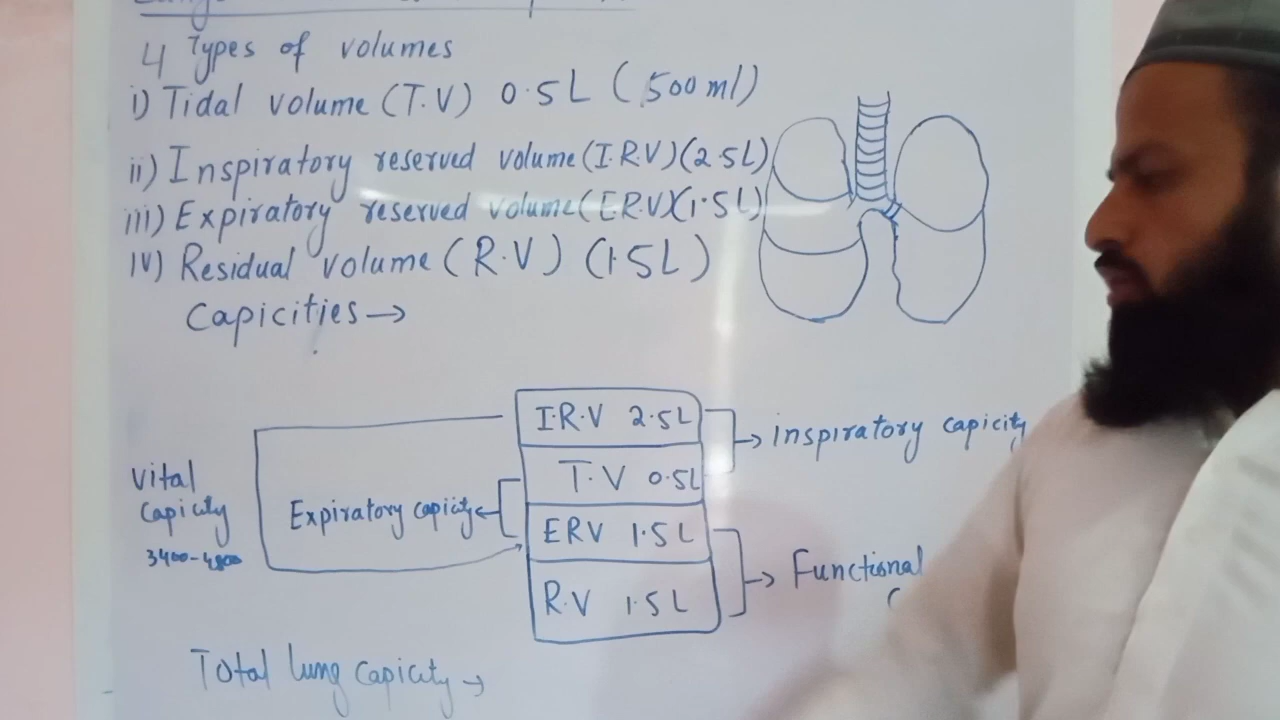 4 Types of volumes
i) Tidal volume (T.V) 0.5L (500 ml)
ii) Inspiratory reserved volume (I.R.V) (2.5L)
iii) Expiratory reserved volume (E.R.V) (1.5L)
IV) Residual volume (R.V) (1.5L)
Capicities →
I.R.V 2.5L
→ inspiratory capicity
T.V 0.5L
Vital
Capicity
3400-4800
Expiratory capicity ←
ERV 1.5L
→ Functional
R.V 1.5L
Total lung capicity →